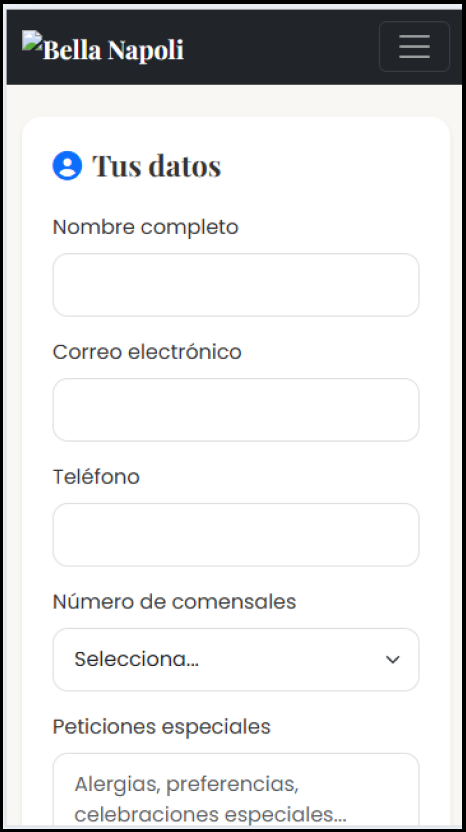 Bella Napoli
Tus datos
Nombre completo
Correo electrónico
Teléfono
Número de comensales
Selecciona...
Peticiones especiales
Alergias, preferencias,
celebraciones especiales...